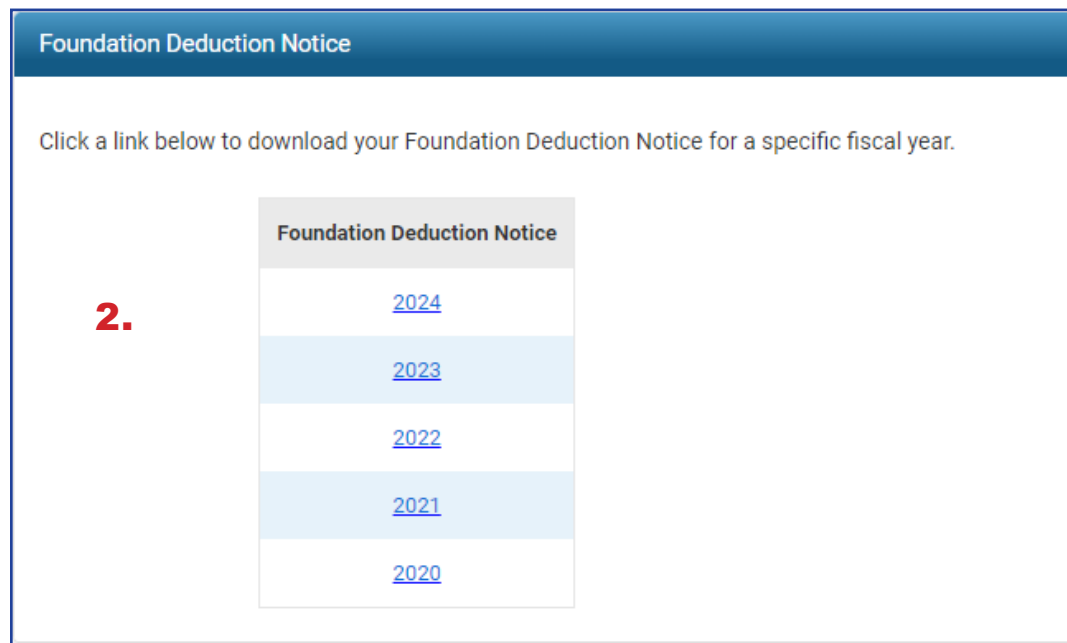 Foundation Deduction Notice
Click a link below to download your Foundation Deduction Notice for a specific fiscal year.
Foundation Deduction Notice
2.
2024
2023
2022
2021
2020